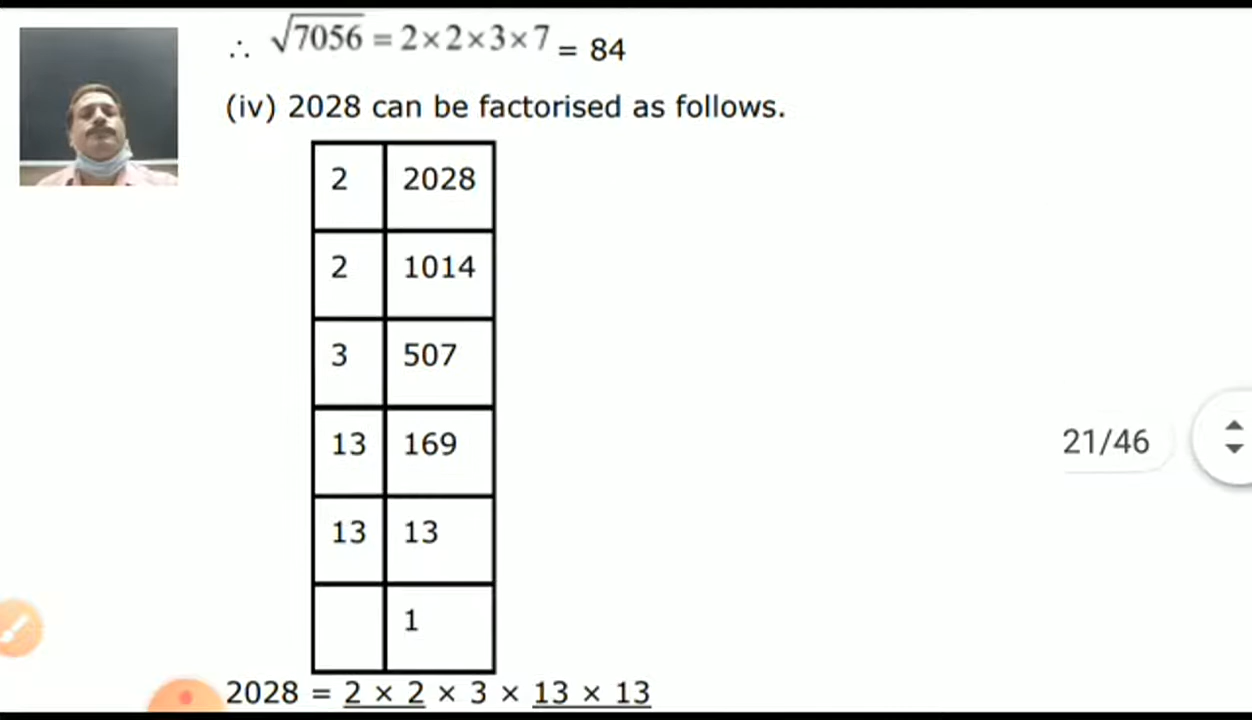 ∴ √7056 = 2×2×3×7 = 84
(iv) 2028 can be factorised as follows.
2 2028
2 1014
3 507
13 169
13 13
1
21/46
2028 = 2 × 2 × 3 × 13 × 13